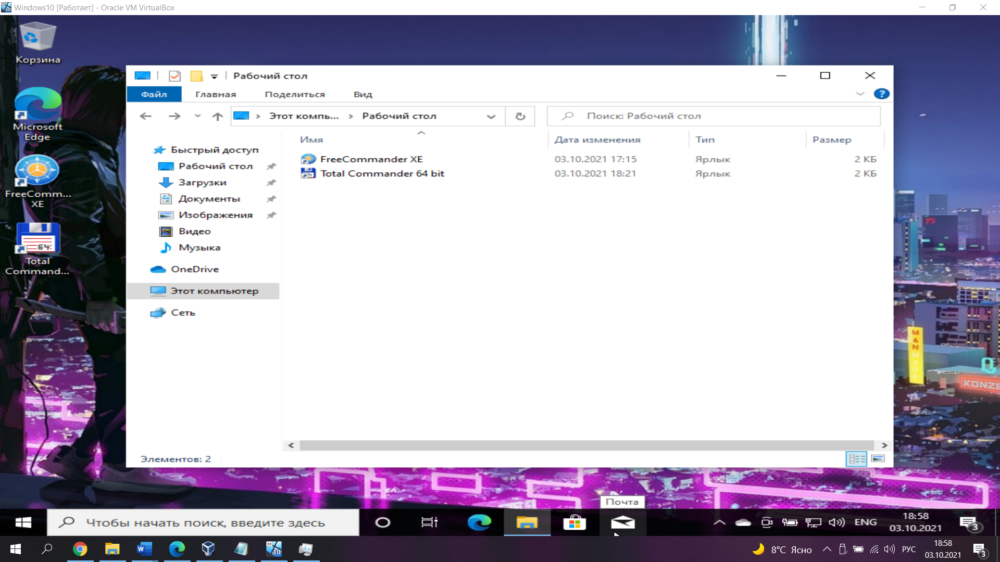 Windows10 [Работает] - Oracle VM VirtualBox
Корзина
Microsoft
Edge
FreeComm...
XE
64
Total
Command...
Рабочий стол
Файл
Главная
Поделиться
Вид
?
Этот компь...
Рабочий стол
Поиск: Рабочий стол
Имя
Дата изменения
Тип
Размер
FreeCommander XE
03.10.2021 17:15
Ярлык
2 КБ
Total Commander 64 bit
03.10.2021 18:21
Ярлык
2 КБ
Быстрый доступ
Рабочий стол
Загрузки
Документы
Изображения
Видео
Музыка
OneDrive
Этот компьютер
Сеть
Элементов: 2
MANMADE
KONZE
Почта
Чтобы начать поиск, введите здесь
ENG
18:58
03.10.2021
3
W
64
10
8°C Ясно
РУС
18:58
03.10.2021
3